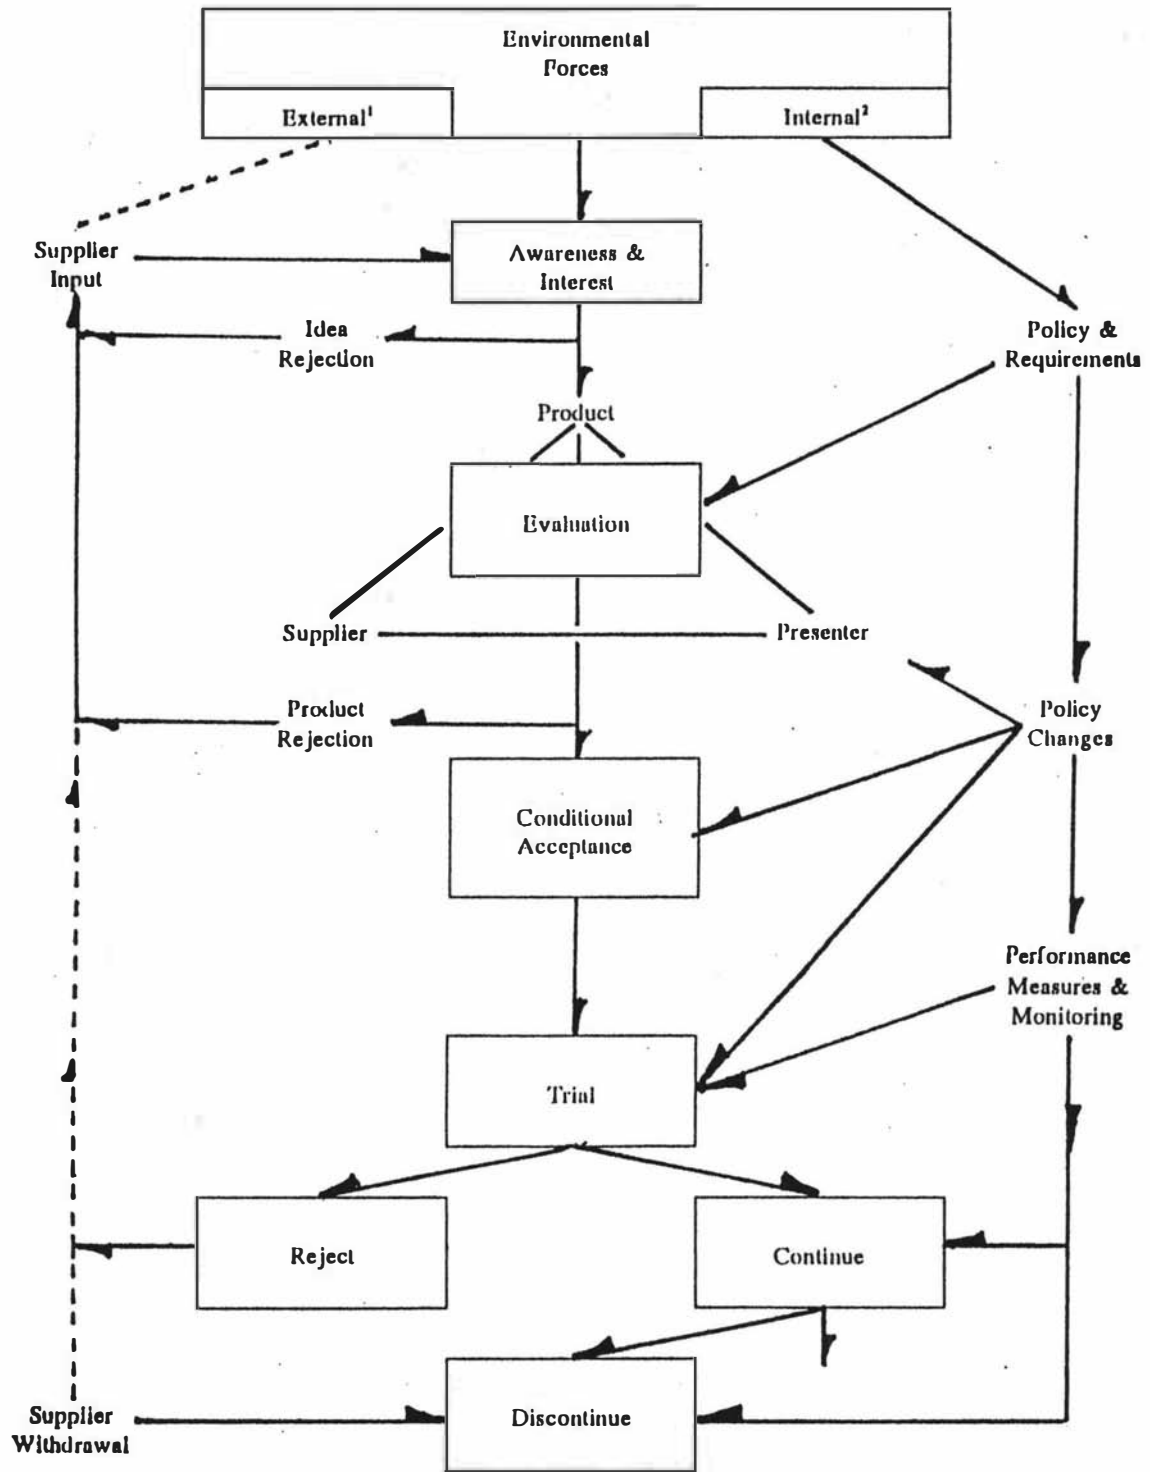 Environmental
Forces
External¹
Internal²
Supplier
Input
Awareness &
Interest
Idea
Rejection
Policy &
Requirements
Product
Evaluation
Supplier
Presenter
Product
Rejection
Policy
Changes
Conditional
Acceptance
Performance
Measures &
Monitoring
Trial
Reject
Continue
Supplier
Withdrawal
Discontinue